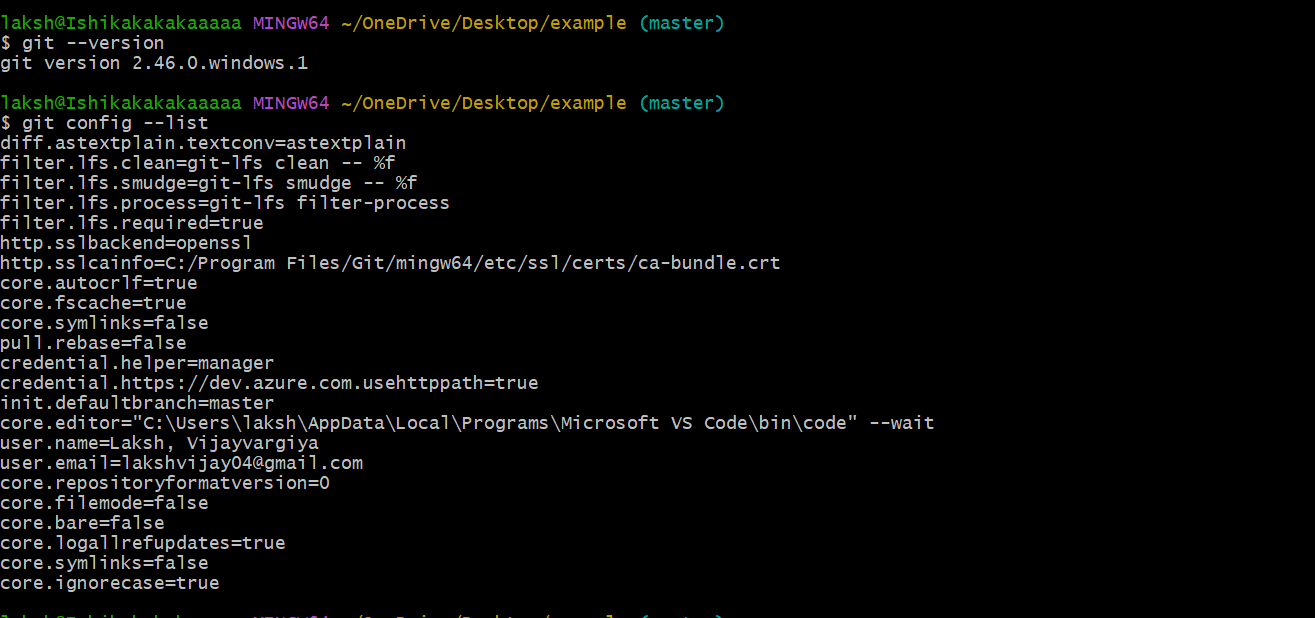 laksh@Ishikakakakaaaaa MINGW64 ~/OneDrive/Desktop/example (master)
$ git --version
git version 2.46.0.windows.1
laksh@Ishikakakakaaaaa MINGW64 ~/OneDrive/Desktop/example (master)
$ git config --list
diff.astextplain.textconv=astextplain
filter.lfs.clean=git-lfs clean -- %f
filter.lfs.smudge=git-lfs smudge -- %f
filter.lfs.process=git-lfs filter-process
filter.lfs.required=true
http.sslbackend=openssl
http.sslcainfo=C:/Program Files/Git/mingw64/etc/ssl/certs/ca-bundle.crt
core.autocrlf=true
core.fscache=true
core.symlinks=false
pull.rebase=false
credential.helper=manager
credential.https://dev.azure.com.usehttppath=true
init.defaultbranch=master
core.editor="C:\Users\laksh\AppData\Local\Programs\Microsoft VS Code\bin\code" --wait
user.name=Laksh, Vijayvargiya
user.email=lakshvijay04@gmail.com
core.repositoryformatversion=0
core.filemode=false
core.bare=false
core.logallrefupdates=true
core.symlinks=false
core.ignorecase=true